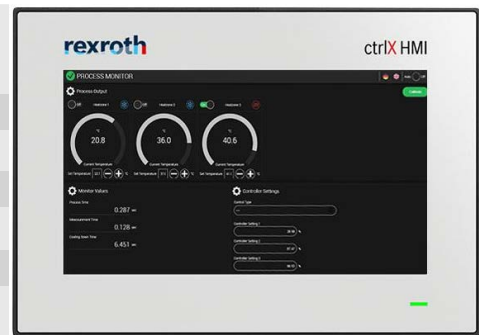 rexroth
ctrlX HMI
PROCESS MONITOR
Process Output
Off Heatzone 1
Off Heatzone 2
On Heatzone 3
°C
20.8
°C
36.0
°C
40.6
Current Temperature
Current Temperature
Current Temperature
Set Temperature
Set Temperature
Set Temperature
Monitor Values
Process Time
0.287
Measurement Time
0.128
Cooling Down Time
6.451
Controller Settings
Control Type
Controller Setting 1
Controller Setting 2
Controller Setting 3